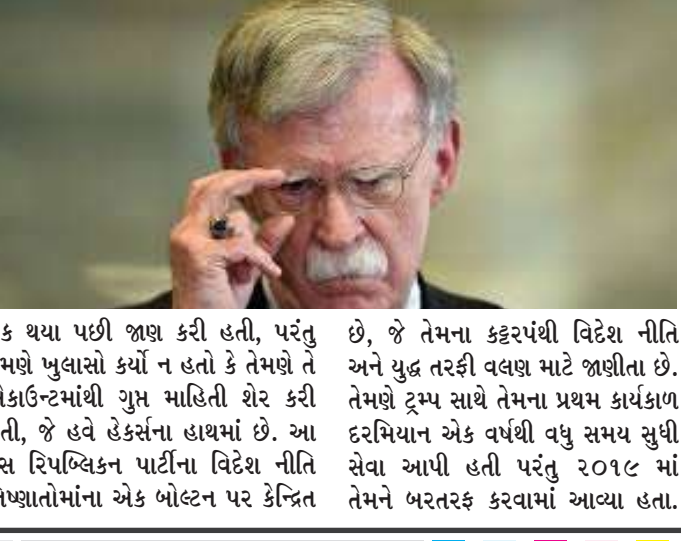 ક થયા પછી જાણ કરી હતી, પરંતુ
મણે ખુલાસો કર્યો ન હતો કે તેમણે તે
કાઉન્ટમાંથી ગુપ્ત માહિતી શેર કરી
તી, જે હવે હેકર્સના હાથમાં છે. આ
સ રિપબ્લિકન પાર્ટીના વિદેશ નીતિ
ષ્ણાતોમાંના એક બોલ્ટન પર કેન્દ્રિત
છે, જે તેમના કટ્ટરપંથી વિદેશ નીતિ
અને યુદ્ધ તરફી વલણ માટે જાણીતા છે.
તેમણે ટ્રમ્પ સાથે તેમના પ્રથમ કાર્યકાળ
દરમિયાન એક વર્ષથી વધુ સમય સુધી
સેવા આપી હતી પરંતુ ૨૦૧૯ માં
તેમને બરતરફ કરવામાં આવ્યા હતા.